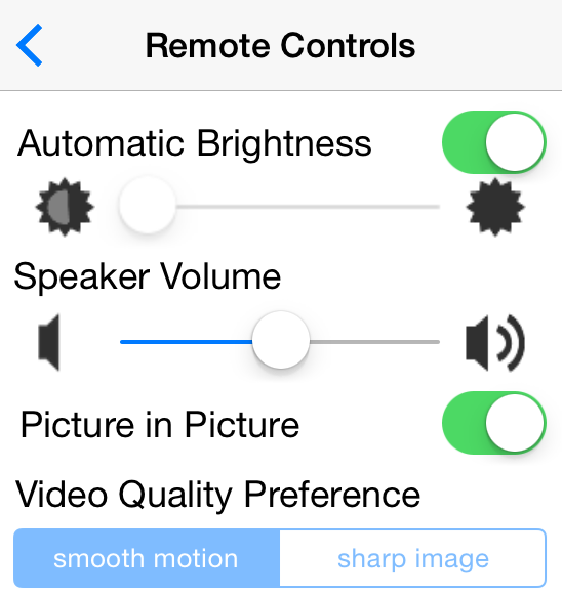 Remote Controls
Automatic Brightness
Speaker Volume
Picture in Picture
Video Quality Preference
smooth motion
sharp image